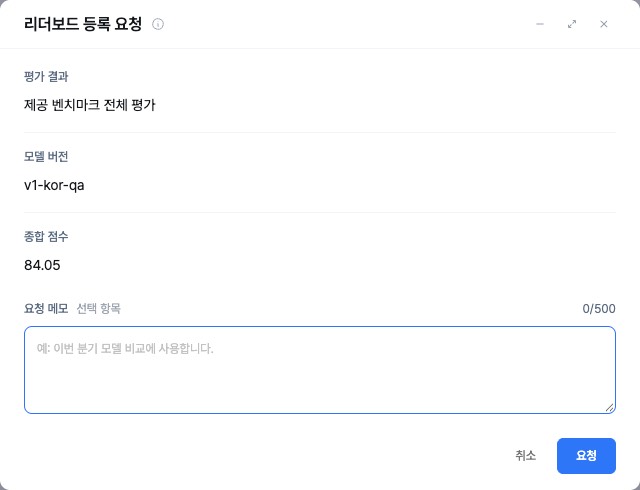 리더보드 등록 요청
평가 결과
제공 벤치마크 전체 평가
모델 버전
v1-kor-qa
종합 점수
84.05
요청 메모 선택 항목 0/500
예: 이번 분기 모델 비교에 사용합니다.
취소 요청